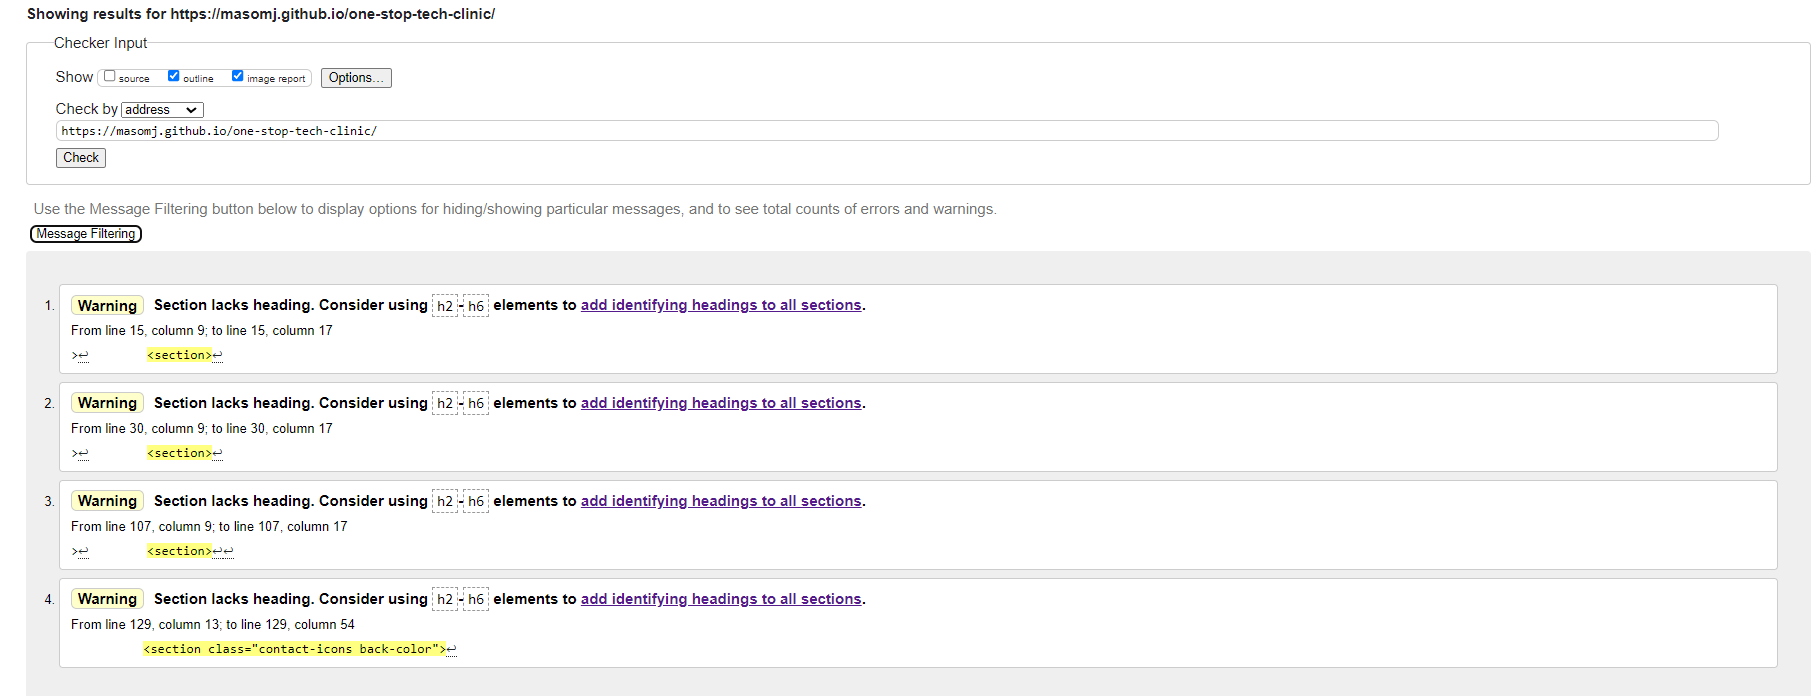 Showing results for https://masomj.github.io/one-stop-tech-clinic/
Checker Input
Show source outline image report Options...
Check by address
https://masomj.github.io/one-stop-tech-clinic/
Check
Use the Message Filtering button below to display options for hiding/showing particular messages, and to see total counts of errors and warnings.
Message Filtering
1. Warning Section lacks heading. Consider using h2-h6 elements to add identifying headings to all sections.
From line 15, column 9; to line 15, column 17
>↩ <section>↩
2. Warning Section lacks heading. Consider using h2-h6 elements to add identifying headings to all sections.
From line 30, column 9; to line 30, column 17
>↩ <section>↩
3. Warning Section lacks heading. Consider using h2-h6 elements to add identifying headings to all sections.
From line 107, column 9; to line 107, column 17
>↩ <section>↩↩
4. Warning Section lacks heading. Consider using h2-h6 elements to add identifying headings to all sections.
From line 129, column 13; to line 129, column 54
<section class="contact-icons back-color">↩